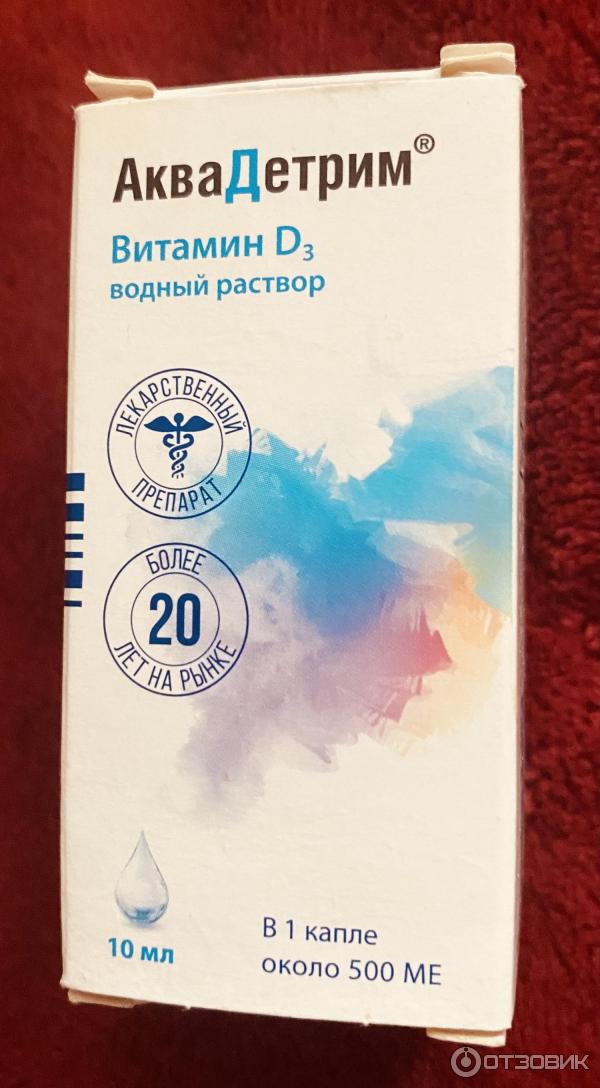 АкваДетрим®
Витамин D₃
водный раствор
ЛЕКАРСТВЕННЫЙ
ПРЕПАРАТ
БОЛЕЕ
20
ЛЕТ НА РЫНКЕ
10 мл
В 1 капле
около 500 МЕ
ОТЗОВИК